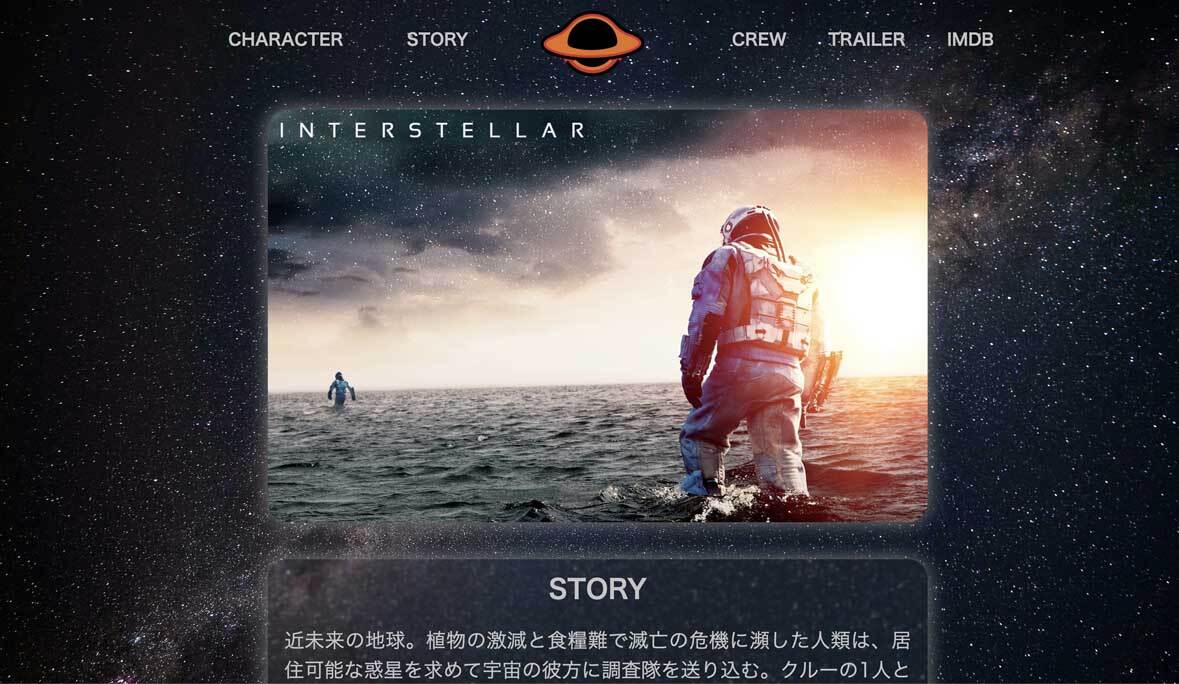 CHARACTER STORY CREW TRAILER IMDB
INTERSTELLAR
STORY
近未来の地球。植物の激減と食糧難で滅亡の危機に瀕した人類は、居
住可能な惑星を求めて宇宙の彼方に調査隊を送り込む。クルーの1人と